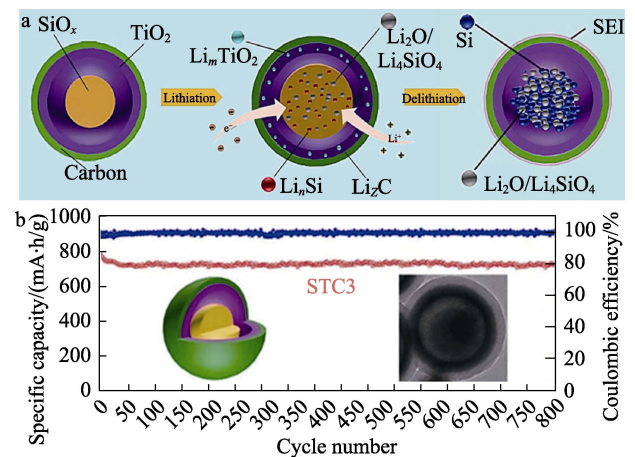 a
SiOx
TiO2
LimTiO2
Li2O/
Li4SiO4
Si
SEI
Lithiation
Delithiation
e-
Li+
Carbon
LinSi
LiZC
Li2O/Li4SiO4
b
Specific capacity/(mA·h/g)
1000
800
600
400
200
0
STC3
100
80
60
40
20
0
Coulombic efficiency/%
0 50 100 150 200 250 300 300 350 400 450 500 550 600 650 700 750 800
Cycle number